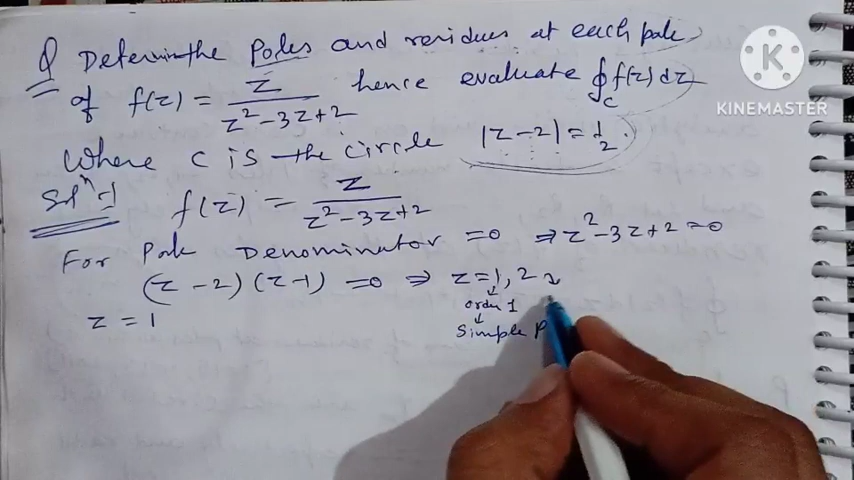 Q Determine the Poles and residues at each pole
of f(z) = z / z² - 3z + 2 hence evaluate ∮_C f(z) dz
Where C is the circle |z - 2| = 1/2.
Solⁿ -1 f(z) = z / z² - 3z + 2
For Pole Denominator = 0 ⇒ z² - 3z + 2 = 0
(z - 2) (z - 1) = 0 ⇒ z = 1, 2
z = 1
order 1
Simple P
K
KINEMASTER